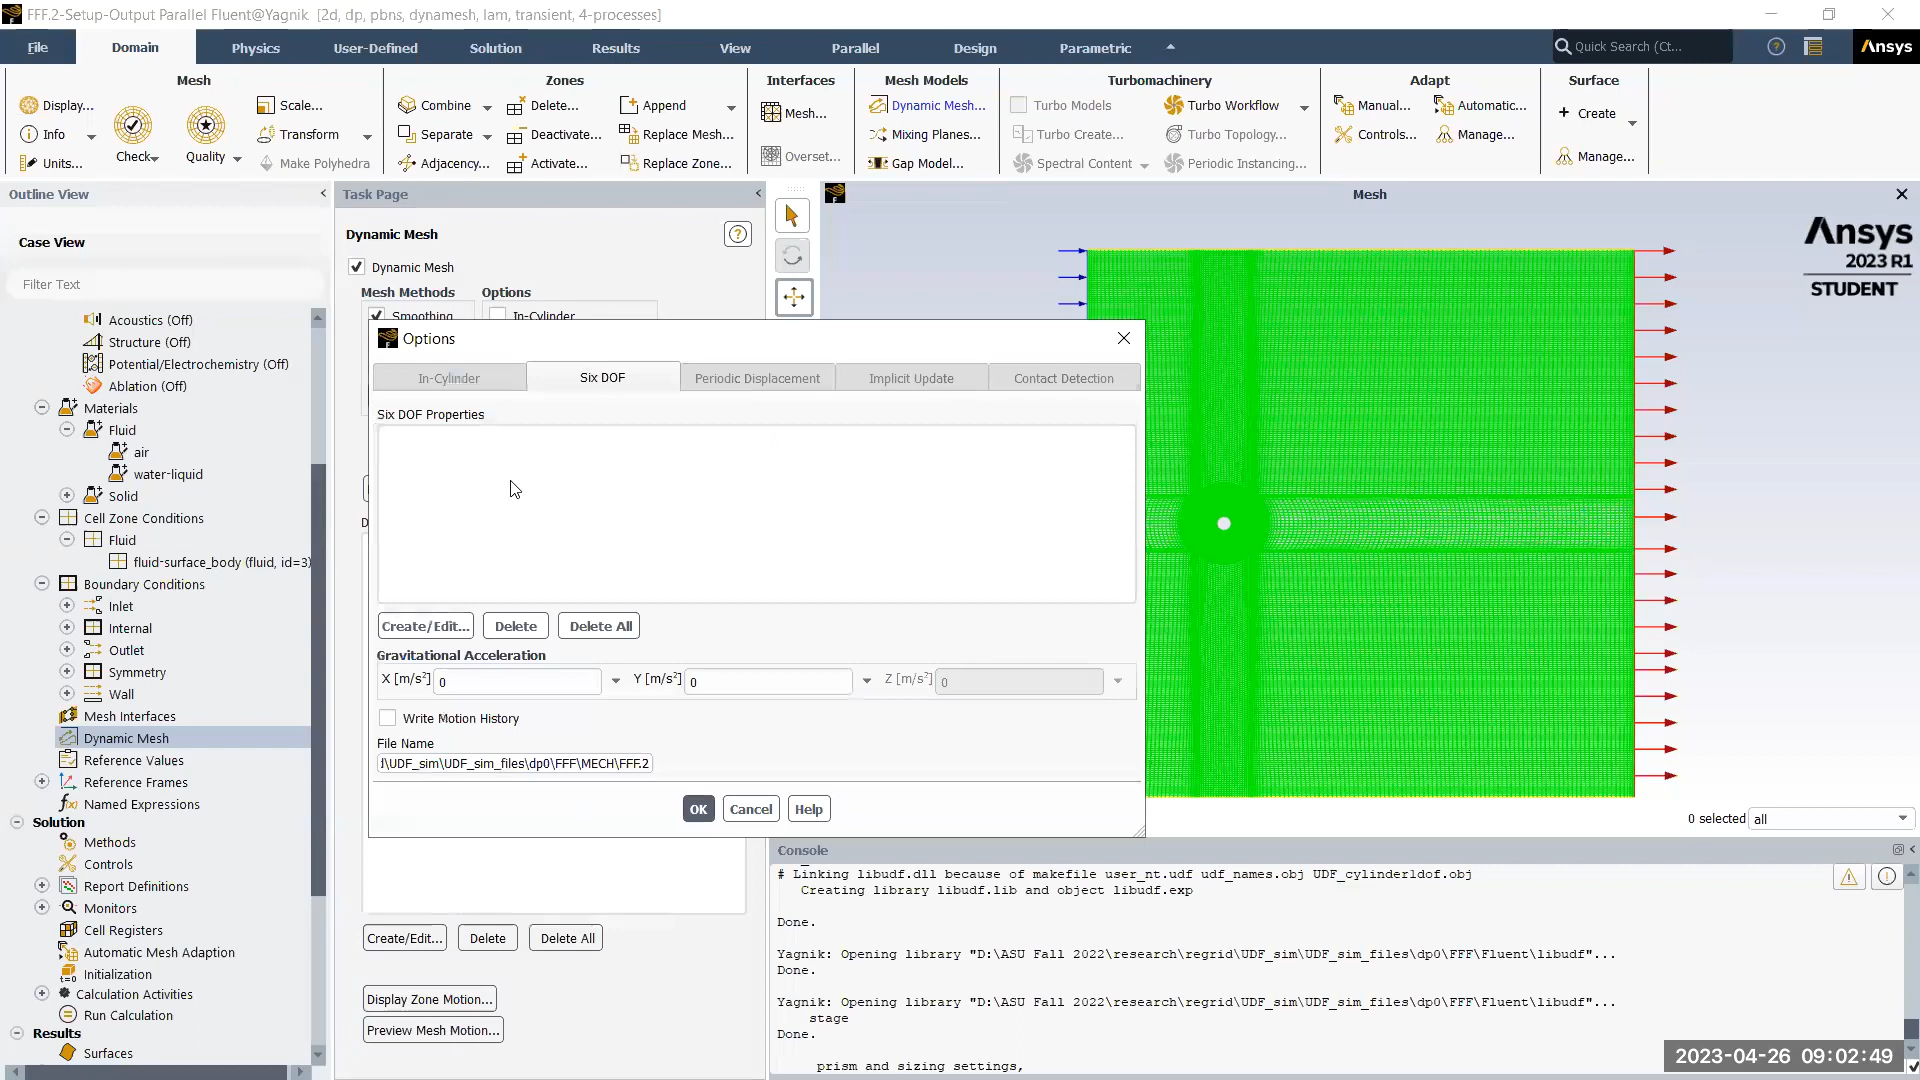 FFF.2-Setup-Output Parallel Fluent@Yagnik  [2d, dp, pbns, dynamesh, lam, transient, 4-processes]
File
Domain
Physics
User-Defined
Solution
Results
View
Parallel
Design
Parametric
Quick Search (Ct...
Ansys
Mesh
Zones
Interfaces
Mesh Models
Turbomachinery
Adapt
Surface
Display...
Info
Units...
Check
Quality
Scale...
Transform
Make Polyhedra
Combine
Separate
Adjacency...
Delete...
Deactivate...
Activate...
Append
Replace Mesh...
Replace Zone...
Mesh...
Overset...
Dynamic Mesh...
Mixing Planes...
Gap Model...
Turbo Models
Turbo Create...
Spectral Content
Turbo Workflow
Turbo Topology...
Periodic Instancing...
Manual...
Controls...
Automatic...
Manage...
Create
Manage...
Outline View
Case View
Filter Text
Acoustics (Off)
Structure (Off)
Potential/Electrochemistry (Off)
Ablation (Off)
Materials
Fluid
air
water-liquid
Solid
Cell Zone Conditions
Fluid
fluid-surface_body (fluid, id=3)
Boundary Conditions
Inlet
Internal
Outlet
Symmetry
Wall
Mesh Interfaces
Dynamic Mesh
Reference Values
Reference Frames
Named Expressions
Solution
Methods
Controls
Report Definitions
Monitors
Cell Registers
Automatic Mesh Adaption
Initialization
Calculation Activities
Run Calculation
Results
Surfaces
Task Page
Dynamic Mesh
Dynamic Mesh
Mesh Methods
Options
Smoothing
In-Cylinder
Options
In-Cylinder
Six DOF
Periodic Displacement
Implicit Update
Contact Detection
Six DOF Properties
Create/Edit...
Delete
Delete All
Gravitational Acceleration
X [m/s²] 0
Y [m/s²] 0
Z [m/s²] 0
Write Motion History
File Name
\UDF_sim\UDF_sim_files\dp0\FFF\MECH\FFF.2
OK
Cancel
Help
Create/Edit...
Delete
Delete All
Display Zone Motion...
Preview Mesh Motion...
Mesh
Ansys
2023 R1
STUDENT
0 selected
all
Console
# Linking libudf.dll because of makefile user_nt.udf udf_names.obj UDF_cylinder1dof.obj
Creating library libudf.lib and object libudf.exp
Done.
Yagnik: Opening library "D:\ASU Fall 2022\research\regrid\UDF_sim\UDF_sim_files\dp0\FFF\Fluent\libudf"...
Done.
Yagnik: Opening library "D:\ASU Fall 2022\research\regrid\UDF_sim\UDF_sim_files\dp0\FFF\Fluent\libudf"...
stage
Done.
prism and sizing settings,
2023-04-26 09:02:49